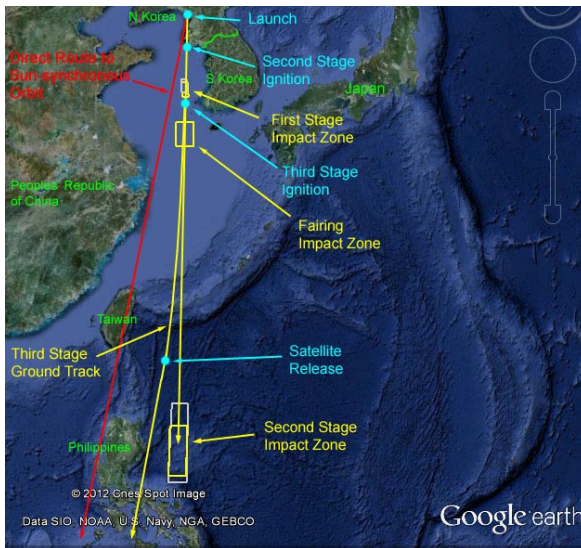 N Korea
Launch
Direct Route to
Sun-synchronous
Orbit
Second Stage
Ignition
S Korea
Japan
First Stage
Impact Zone
Third Stage
Ignition
Peoples' Republic
of China
Fairing
Impact Zone
Taiwan
Third Stage
Ground Track
Satellite
Release
Philippines
Second Stage
Impact Zone
© 2012 Cnes/Spot Image
Data SIO, NOAA, U.S. Navy, NGA, GEBCO
Google earth